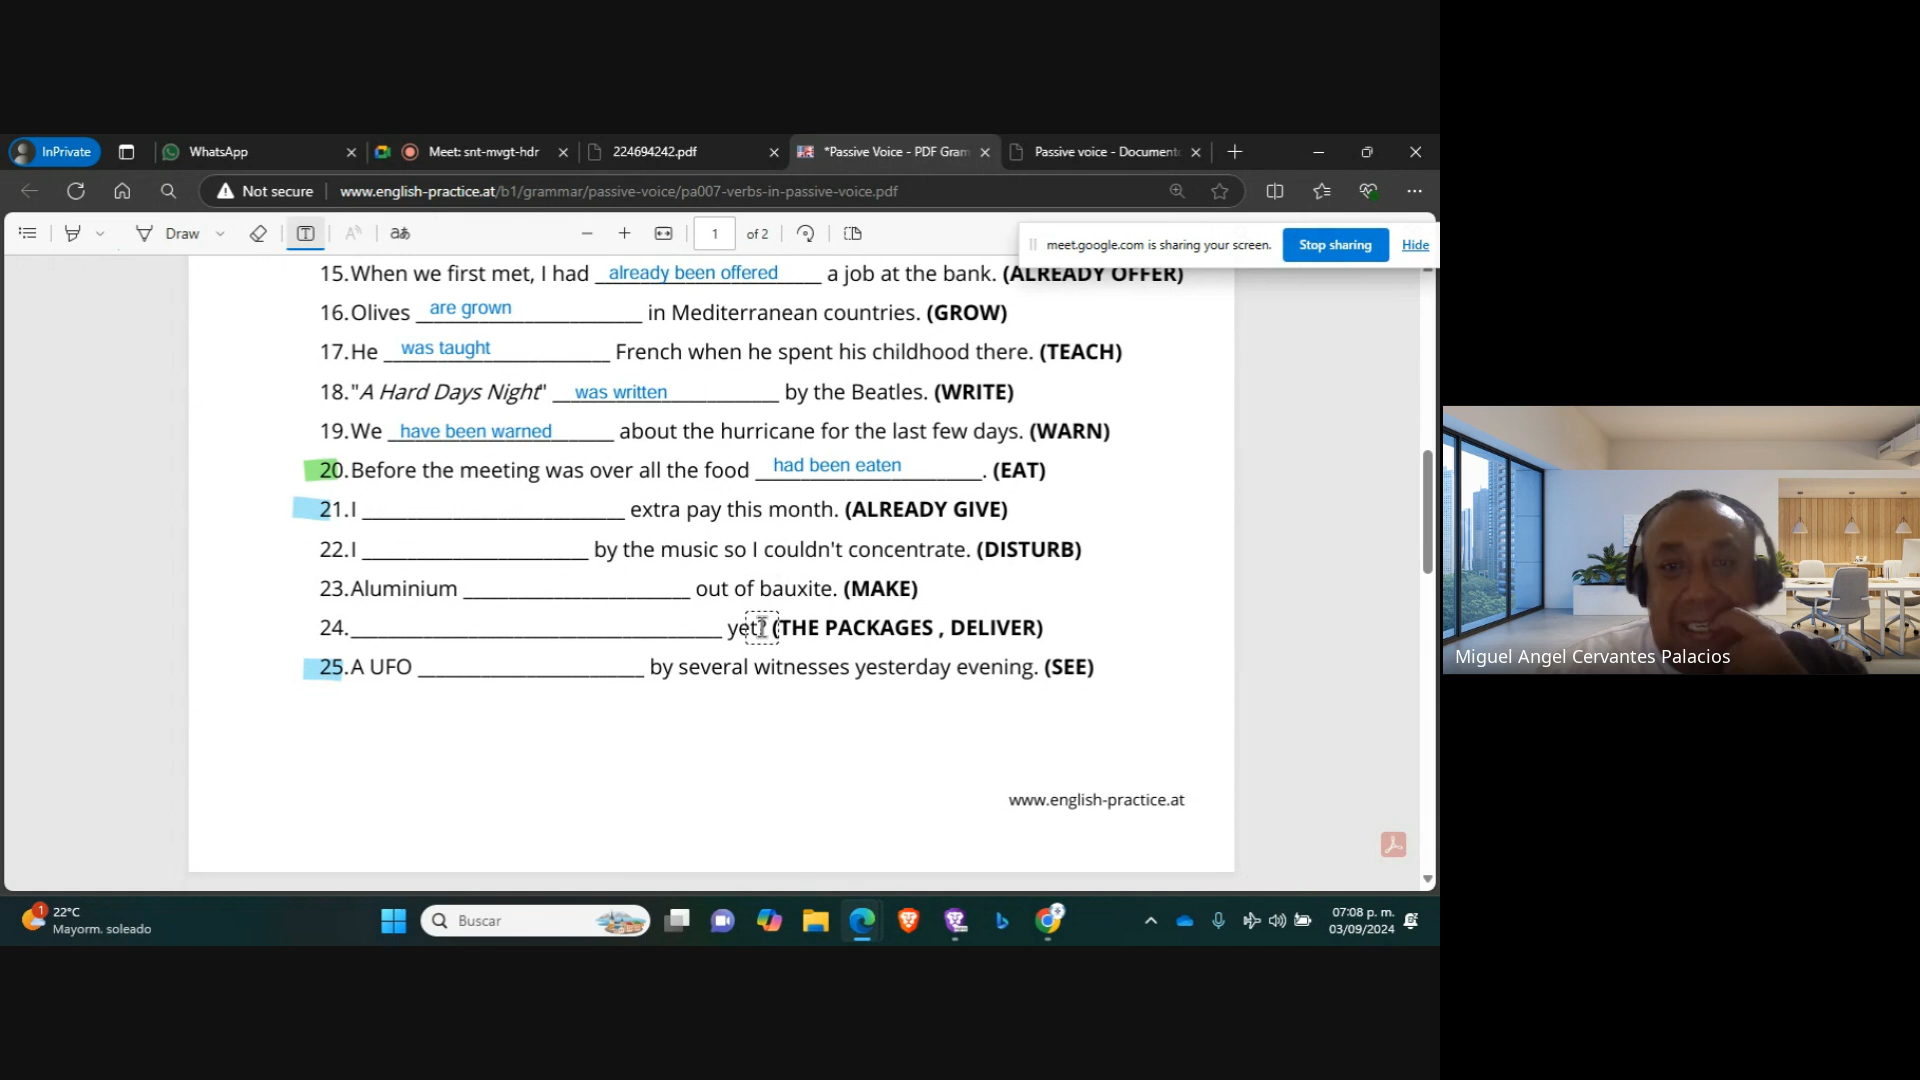 InPrivate
WhatsApp
Meet: snt-mvgt-hdr
224694242.pdf
*Passive Voice - PDF Gram
Passive voice - Document
Not secure
www.english-practice.at/b1/grammar/passive-voice/pa007-verbs-in-passive-voice.pdf
Draw
aあ
1 of 2
meet.google.com is sharing your screen.
Stop sharing
Hide
15. When we first met, I had already been offered a job at the bank. (ALREADY OFFER)
16. Olives are grown in Mediterranean countries. (GROW)
17. He was taught French when he spent his childhood there. (TEACH)
18. "A Hard Days Night" was written by the Beatles. (WRITE)
19. We have been warned about the hurricane for the last few days. (WARN)
20. Before the meeting was over all the food had been eaten. (EAT)
21. I ______ extra pay this month. (ALREADY GIVE)
22. I ______ by the music so I couldn't concentrate. (DISTURB)
23. Aluminium ______ out of bauxite. (MAKE)
24. ______ yet? (THE PACKAGES , DELIVER)
25. A UFO ______ by several witnesses yesterday evening. (SEE)
www.english-practice.at
Miguel Angel Cervantes Palacios
1
22°C
Mayorm. soleado
Buscar
07:08 p. m.
03/09/2024